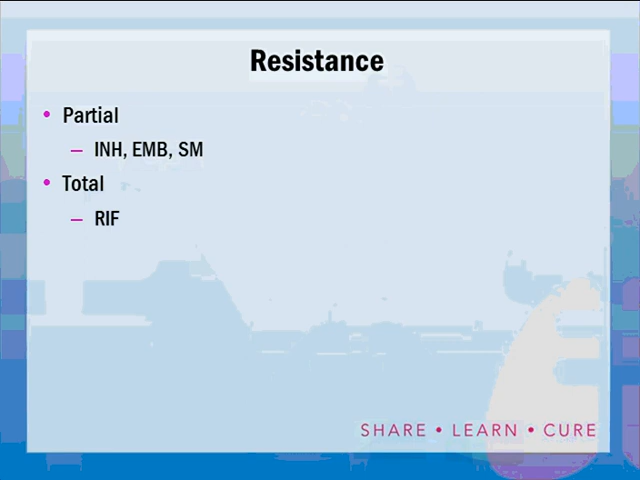 Resistance
• Partial
– INH, EMB, SM
• Total
– RIF
SHARE • LEARN • CURE